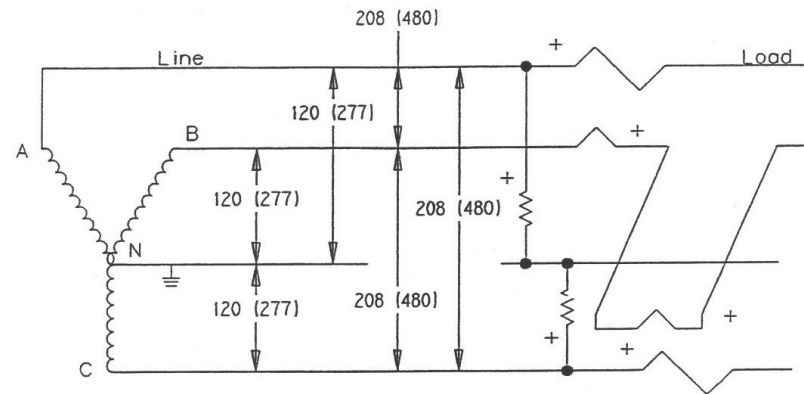 208 (480)
+
Line
Load
120 (277)
B
+
A
+
120 (277)
208 (480)
N
120 (277)
208 (480)
+
+
+
C